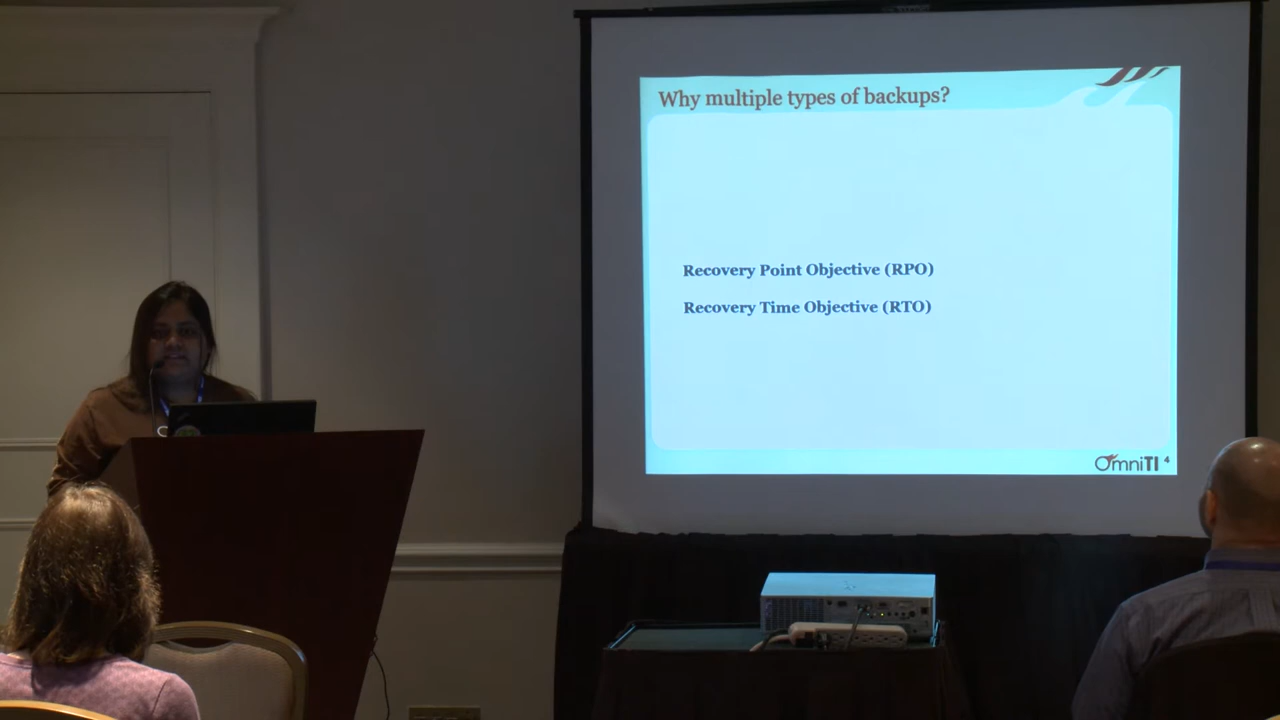 Why multiple types of backups?
Recovery Point Objective (RPO)
Recovery Time Objective (RTO)
OmniTI 4